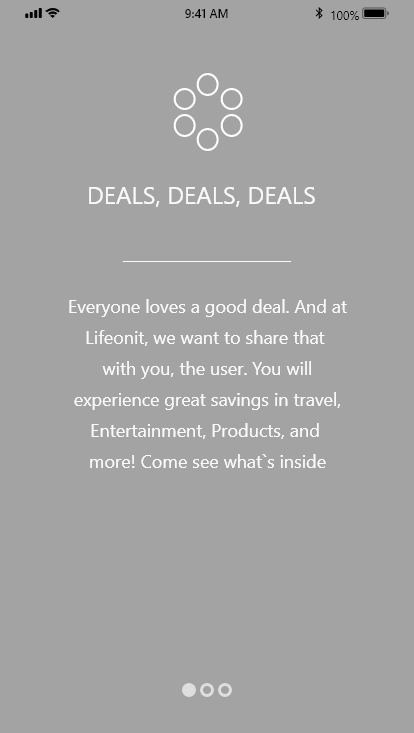 9:41 AM 100%
DEALS, DEALS, DEALS
Everyone loves a good deal. And at
Lifeonit, we want to share that
with you, the user. You will
experience great savings in travel,
Entertainment, Products, and
more! Come see what`s inside